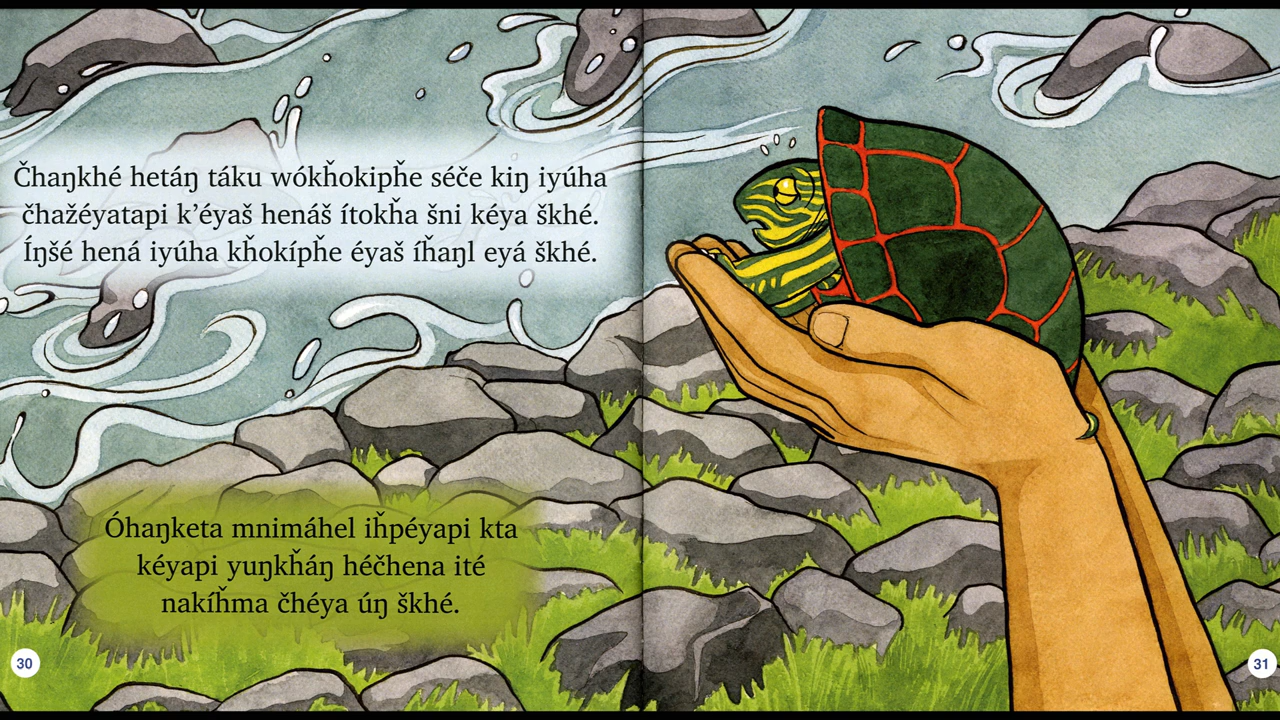 Čhaŋkhé hetáŋ táku wókȟokipȟe séče kiŋ iyúha
čhažéyatapi k’éyaš henáš ítokȟa šni kéya škhé.
Íŋšé hená iyúha kȟokípȟe éyaš íȟaŋl eyá škhé.
Óhaŋketa mnimáhel iȟpéyapi kta
kéyapi yuŋkȟáŋ héčhena ité
nakíȟma čhéya úŋ škhé.
30
31